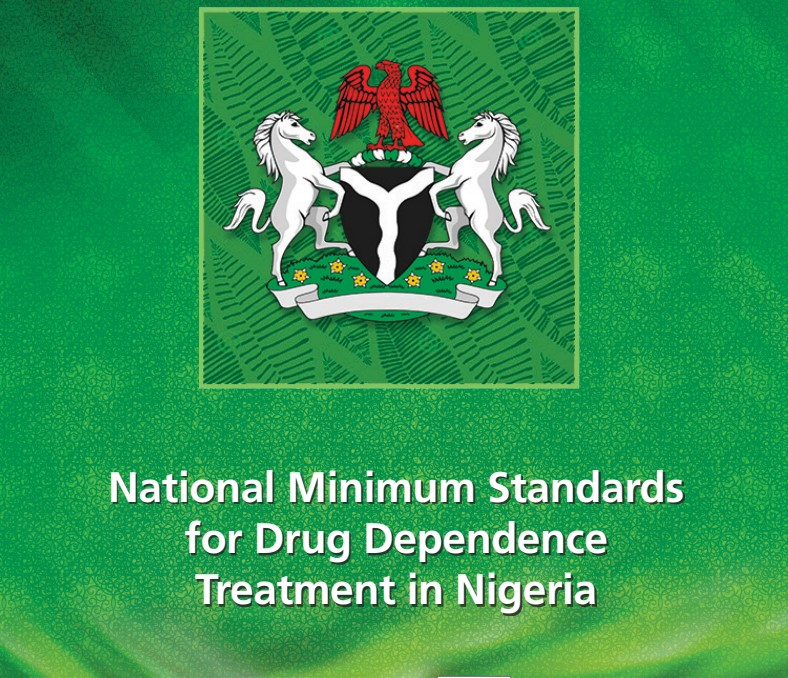 National Minimum Standards
for Drug Dependence
Treatment in Nigeria